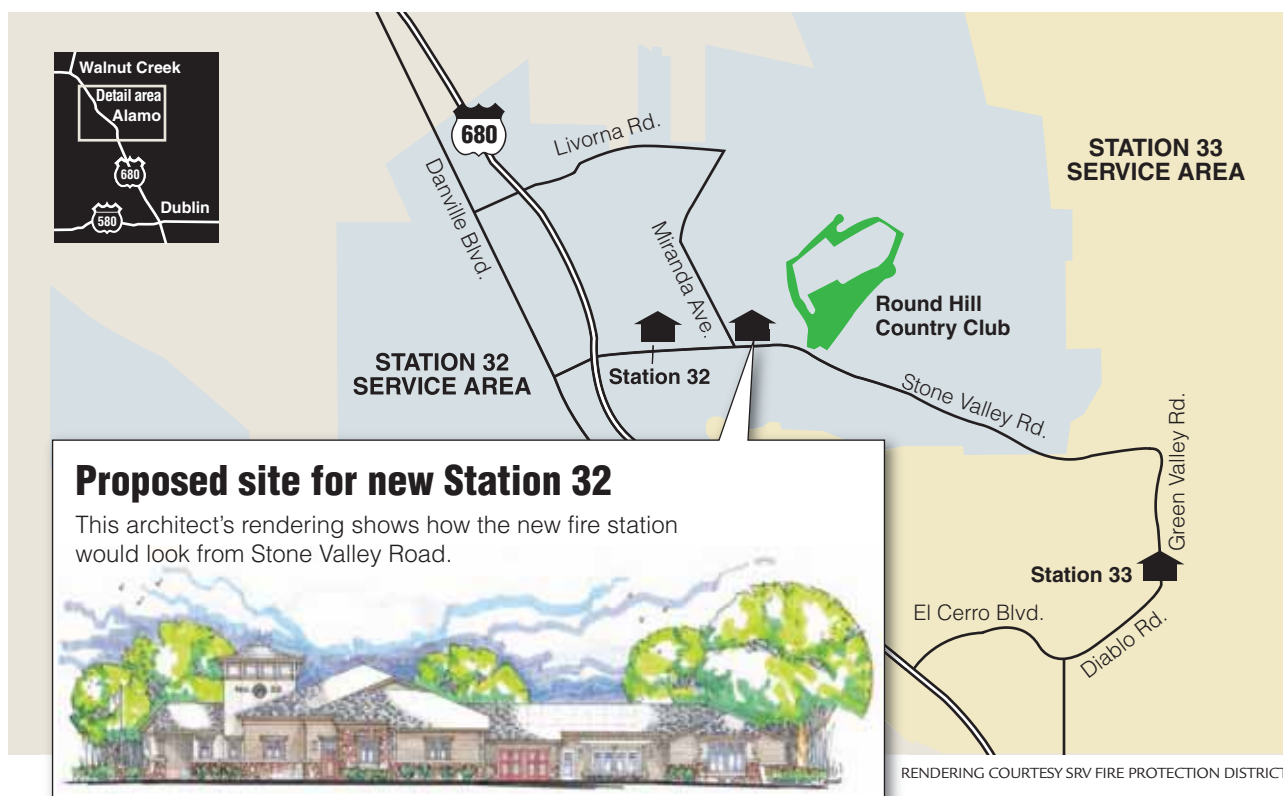 Walnut Creek
Detail area
Alamo
680
Dublin
580
680
Livorna Rd.
Danville Blvd.
Miranda Ave.
STATION 33
SERVICE AREA
Round Hill
Country Club
STATION 32
SERVICE AREA
Station 32
Stone Valley Rd.
Green Valley Rd.
Station 33
El Cerro Blvd.
Diablo Rd.
Proposed site for new Station 32
This architect's rendering shows how the new fire station
would look from Stone Valley Road.
RENDERING COURTESY SRV FIRE PROTECTION DISTRICT